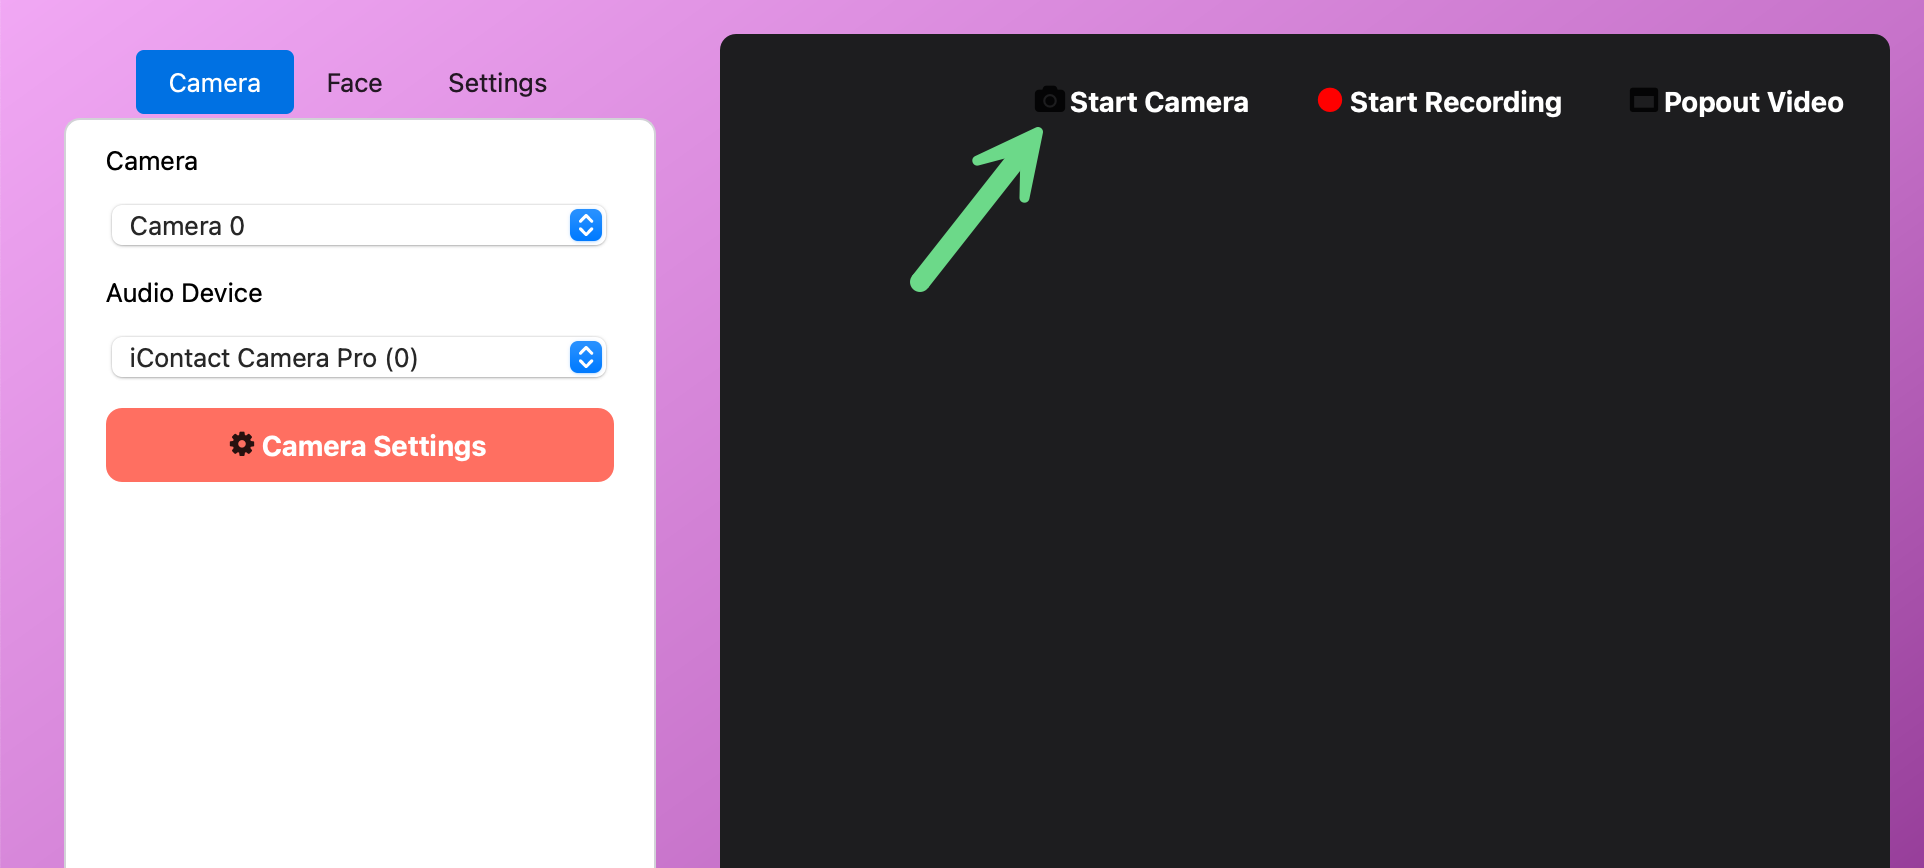 Camera
Face
Settings
Camera
Camera 0
Audio Device
iContact Camera Pro (0)
Camera Settings
Start Camera
Start Recording
Popout Video